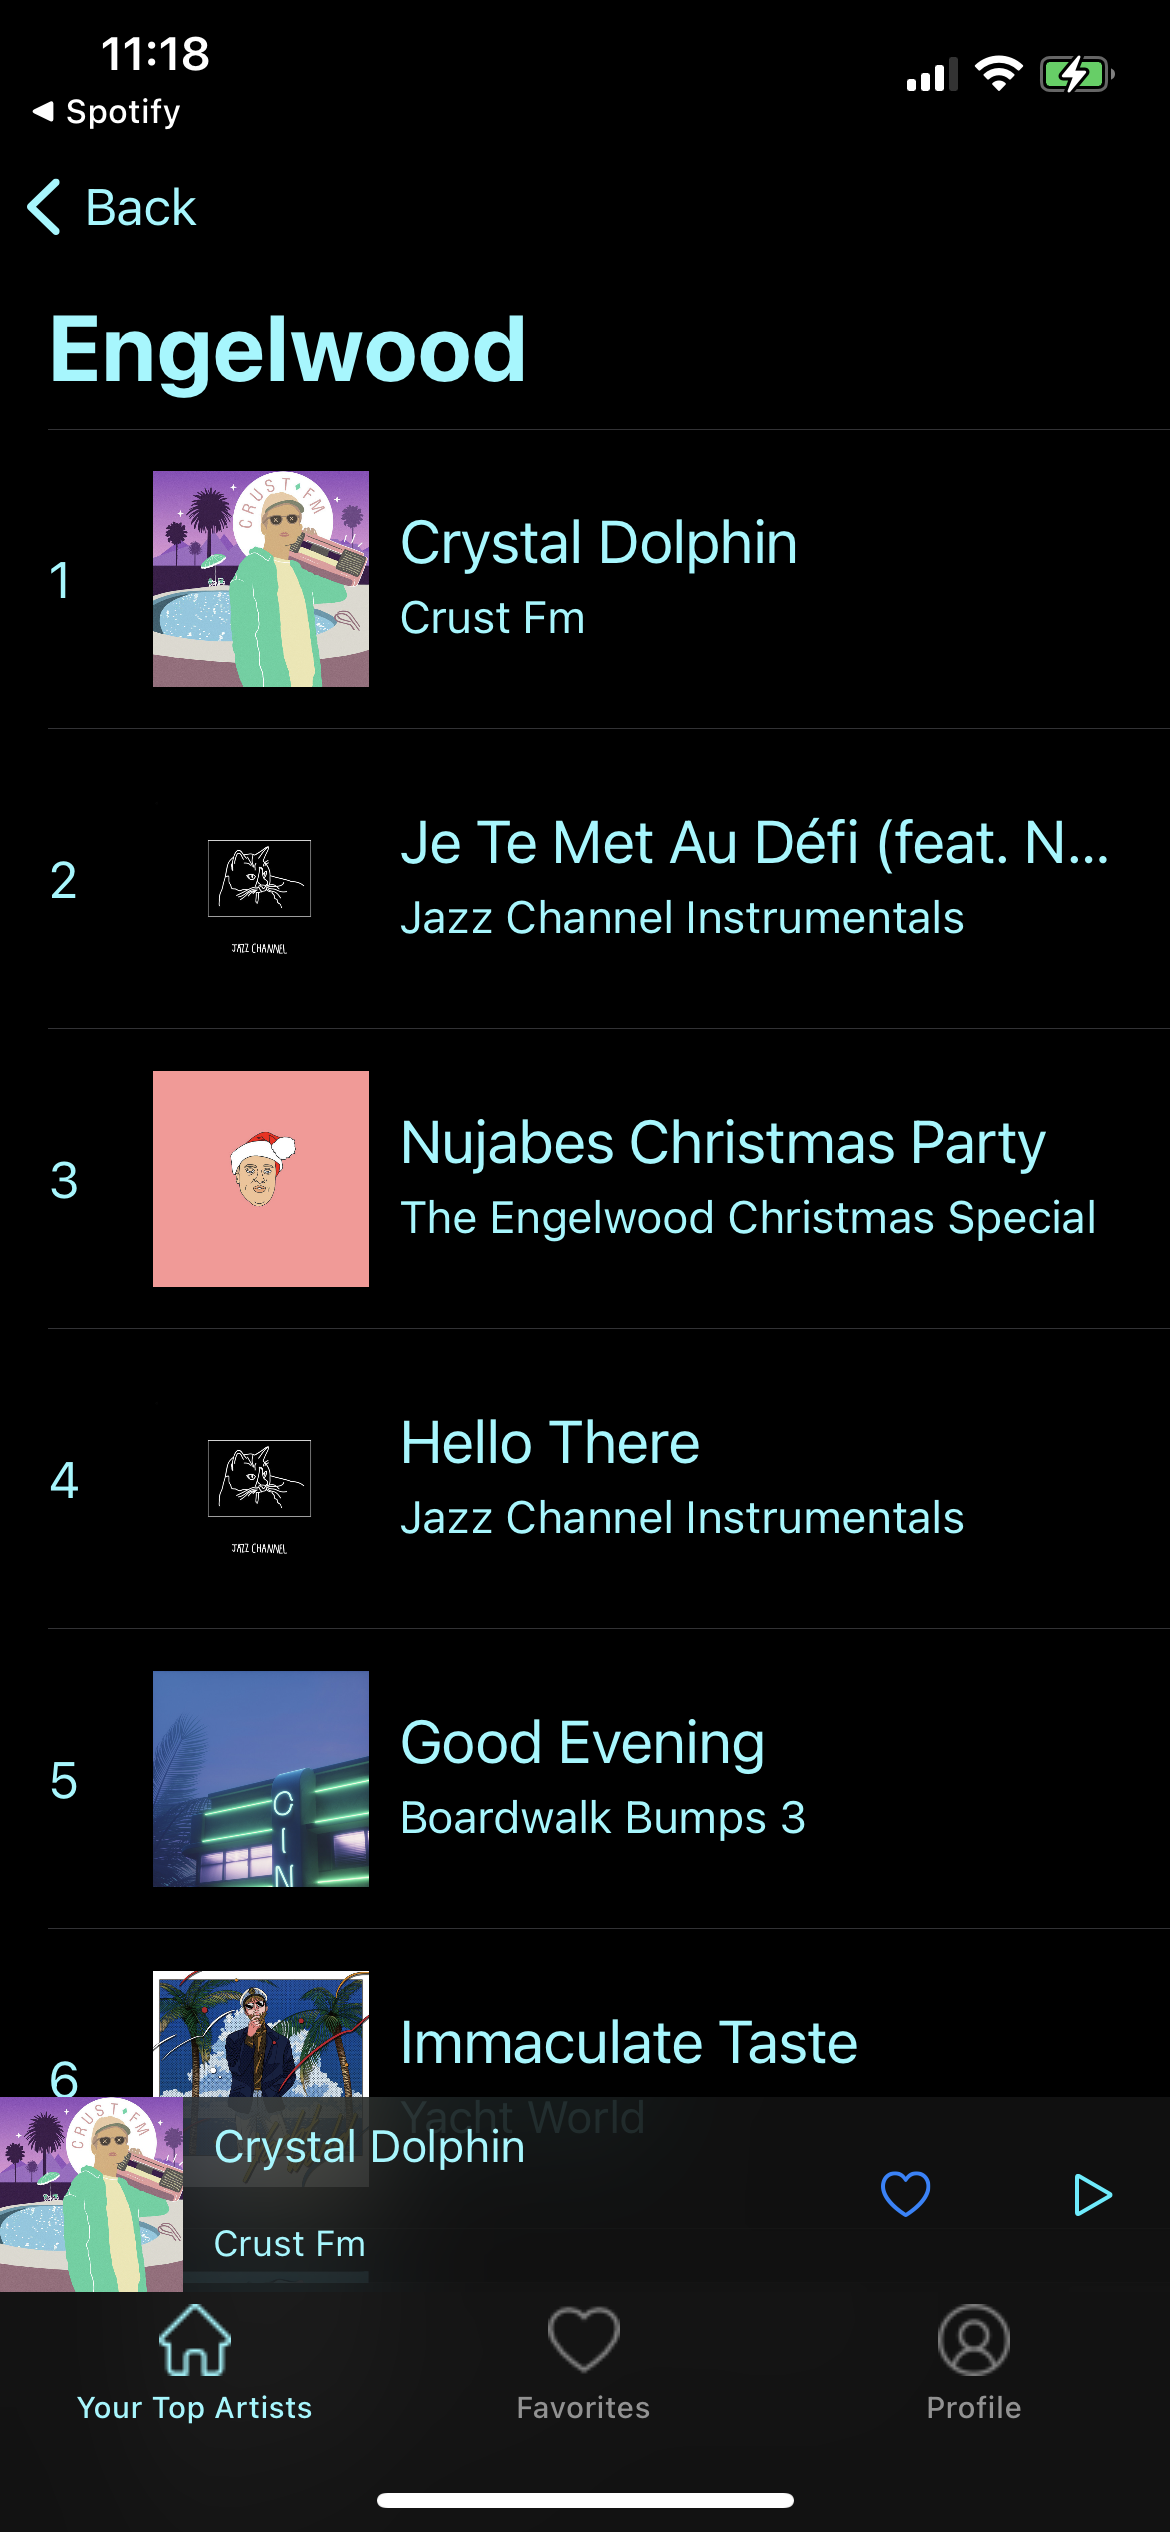 11:18
Spotify
Back
Engelwood
CRUST FM
1
Crystal Dolphin
Crust Fm
2
JAZZ CHANNEL
Je Te Met Au Défi (feat. N...
Jazz Channel Instrumentals
3
Nujabes Christmas Party
The Engelwood Christmas Special
4
JAZZ CHANNEL
Hello There
Jazz Channel Instrumentals
5
CIN
Good Evening
Boardwalk Bumps 3
6
Immaculate Taste
Yacht World
CRUST FM
Crystal Dolphin
Crust Fm
Your Top Artists
Favorites
Profile